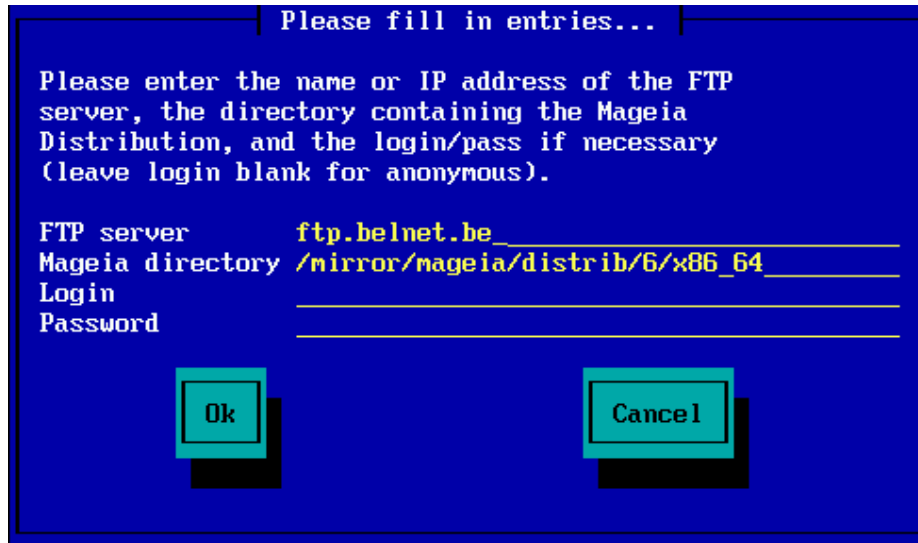 Please fill in entries...
Please enter the name or IP address of the FTP
server, the directory containing the Mageia
Distribution, and the login/pass if necessary
(leave login blank for anonymous).
FTP server ftp.belnet.be
Mageia directory /mirror/mageia/distrib/6/x86_64
Login
Password
Ok Cancel